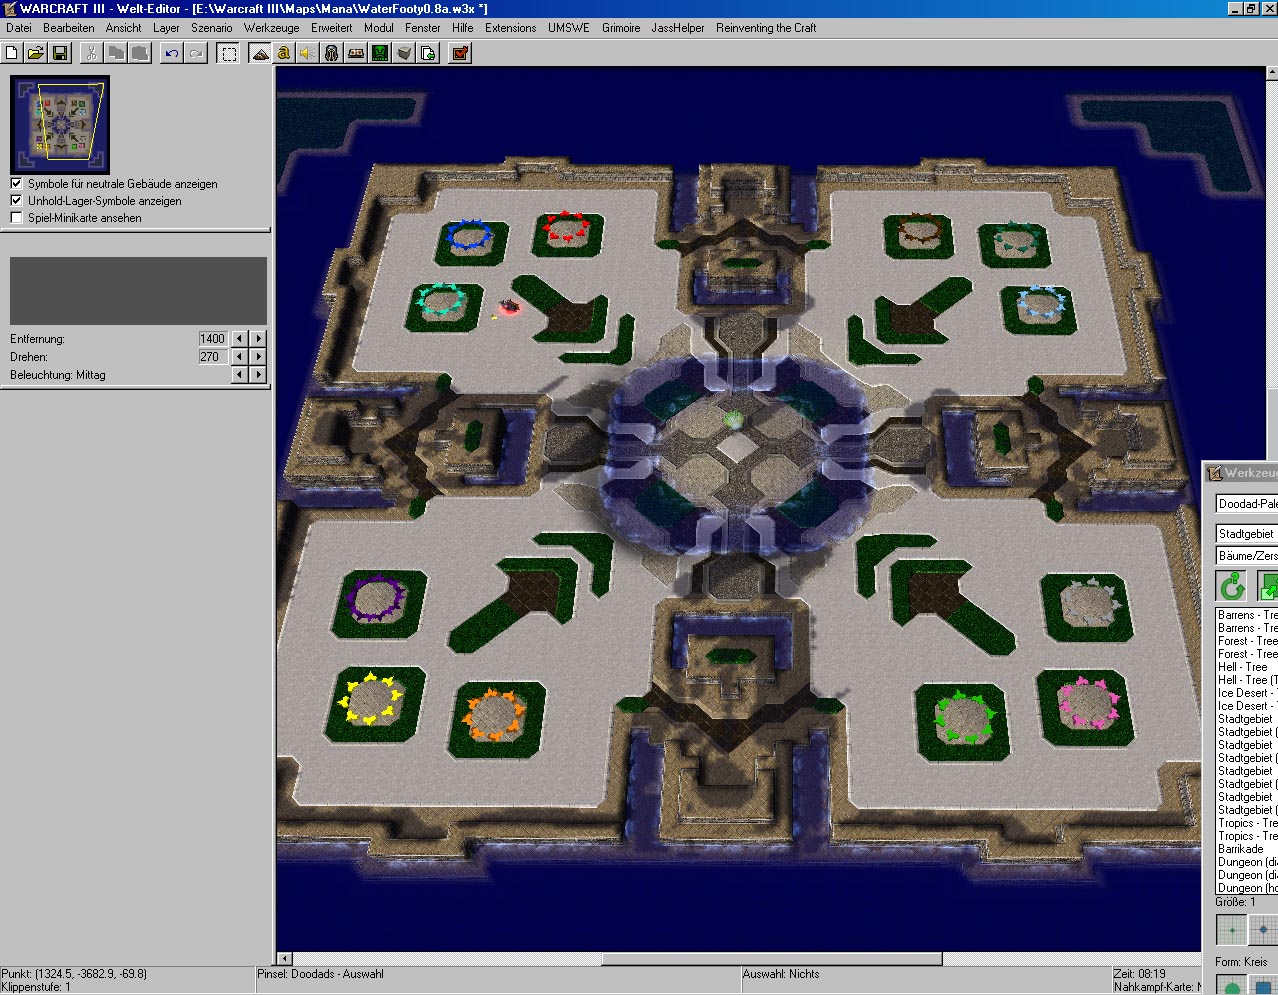 WARCRAFT III - Welt-Editor - [E:\Warcraft III\Maps\Mana\WaterFooty0.8a.w3x *]
Datei Bearbeiten Ansicht Layer Szenario Werkzeuge Erweitert Modul Fenster Hilfe Extensions UMSWE Grimoire JassHelper Reinventing the Craft
Symbole für neutrale Gebäude anzeigen
Unhold-Lager-Symbole anzeigen
Spiel-Minikarte ansehen
Entfernung: 1400
Drehen: 270
Beleuchtung: Mittag
Werkzeug
Doodad-Pale
Stadtgebiet
Bäume/Zers
Barrens - Tre
Barrens - Tre
Forest - Tree
Forest - Tree
Hell - Tree
Hell - Tree (T
Ice Desert -
Ice Desert -
Stadtgebiet
Stadtgebiet (
Stadtgebiet
Stadtgebiet (
Stadtgebiet
Stadtgebiet (
Stadtgebiet
Stadtgebiet (
Tropics - Tre
Tropics - Tre
Barrikade
Dungeon (dia
Dungeon (dia
Dungeon (ho
Größe: 1
Form: Kreis
Punkt: (1324.5, -3682.9, -69.8) Pinsel: Doodads - Auswahl Auswahl: Nichts Zeit: 08:19
Klippenstufe: 1 Nahkampf-Karte: N